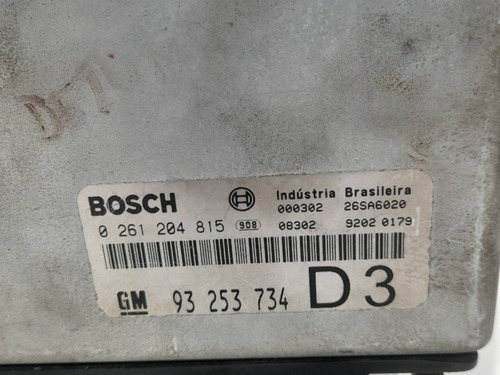 BOSCH
Indústria Brasileira
000302 26SA6020
0 261 204 815 908 08302 9202 0179
GM 93 253 734 D3